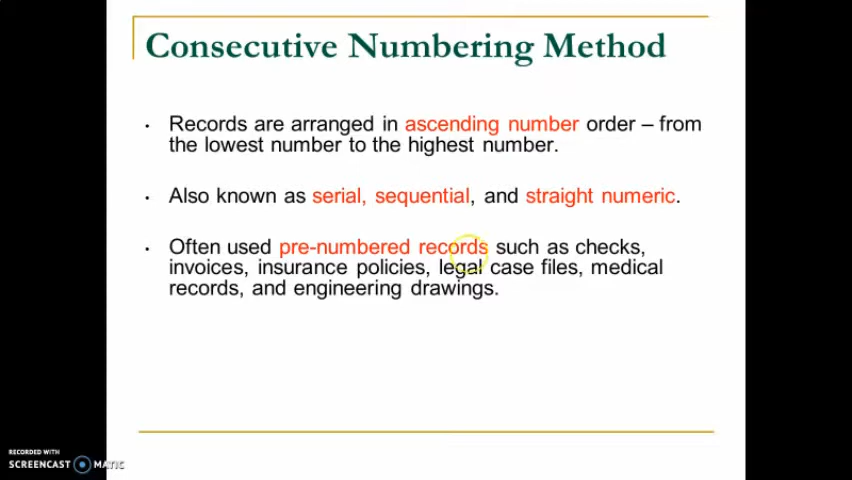 Consecutive Numbering Method
• Records are arranged in ascending number order – from
the lowest number to the highest number.
• Also known as serial, sequential, and straight numeric.
• Often used pre-numbered records such as checks,
invoices, insurance policies, legal case files, medical
records, and engineering drawings.
RECORDED WITH
SCREENCAST MATIC